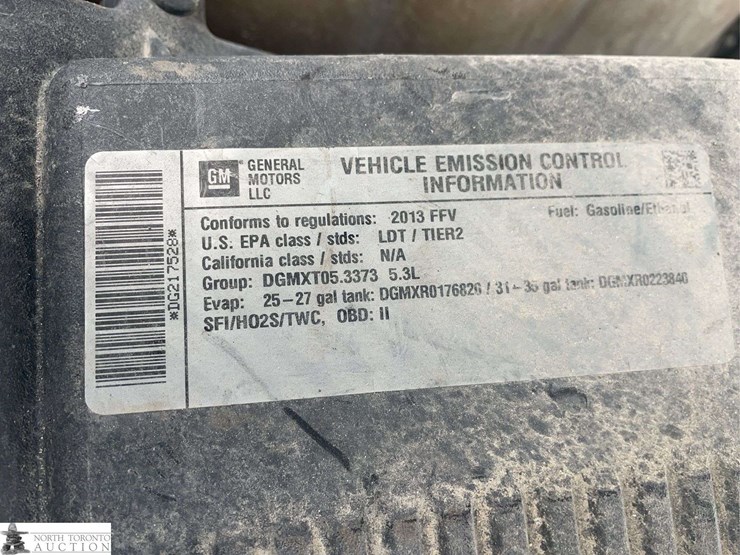 GM GENERAL MOTORS LLC
VEHICLE EMISSION CONTROL INFORMATION
Conforms to regulations: 2013 FFV Fuel: Gasoline/Ethanol
U.S. EPA class / stds: LDT / TIER2
California class / stds: N/A
Group: DGMXT05.3373 5.3L
Evap: 25-27 gal tank: DGMXR0176820 / 31-35 gal tank: DGMXR0223840
SFI/HO2S/TWC, OBD: II
*DG217528*
NORTH TORONTO
AUCTION